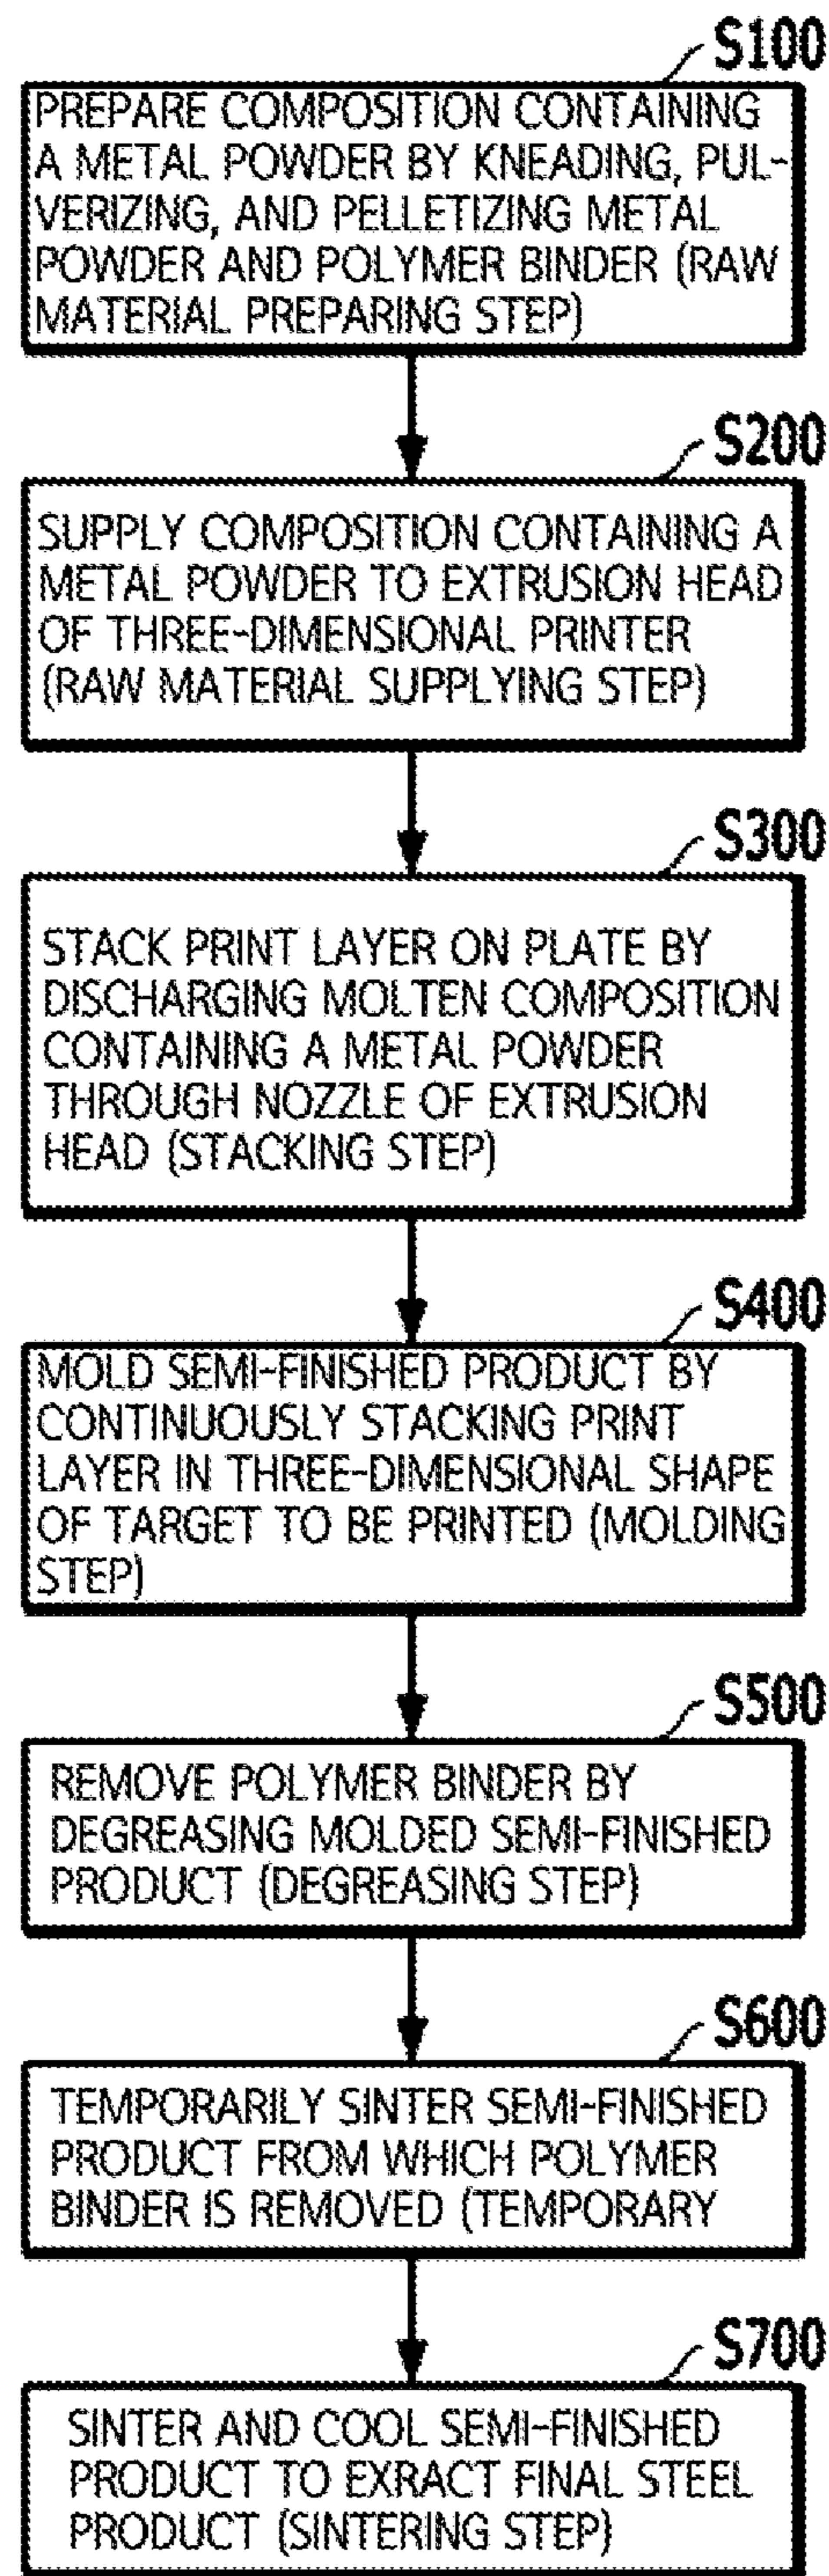 S100
PREPARE COMPOSITION CONTAINING
A METAL POWDER BY KNEADING, PUL-
VERIZING, AND PELLETIZING METAL
POWDER AND POLYMER BINDER (RAW
MATERIAL PREPARING STEP)
S200
SUPPLY COMPOSITION CONTAINING A
METAL POWDER TO EXTRUSION HEAD
OF THREE-DIMENSIONAL PRINTER
(RAW MATERIAL SUPPLYING STEP)
S300
STACK PRINT LAYER ON PLATE BY
DISCHARGING MOLTEN COMPOSITION
CONTAINING A METAL POWDER
THROUGH NOZZLE OF EXTRUSION
HEAD (STACKING STEP)
S400
MOLD SEMI-FINISHED PRODUCT BY
CONTINUOUSLY STACKING PRINT
LAYER IN THREE-DIMENSIONAL SHAPE
OF TARGET TO BE PRINTED (MOLDING
STEP)
S500
REMOVE POLYMER BINDER BY
DEGREASING MOLDED SEMI-FINISHED
PRODUCT (DEGREASING STEP)
S600
TEMPORARILY SINTER SEMI-FINISHED
PRODUCT FROM WHICH POLYMER
BINDER IS REMOVED (TEMPORARY
S700
SINTER AND COOL SEMI-FINISHED
PRODUCT TO EXRACT FINAL STEEL
PRODUCT (SINTERING STEP)